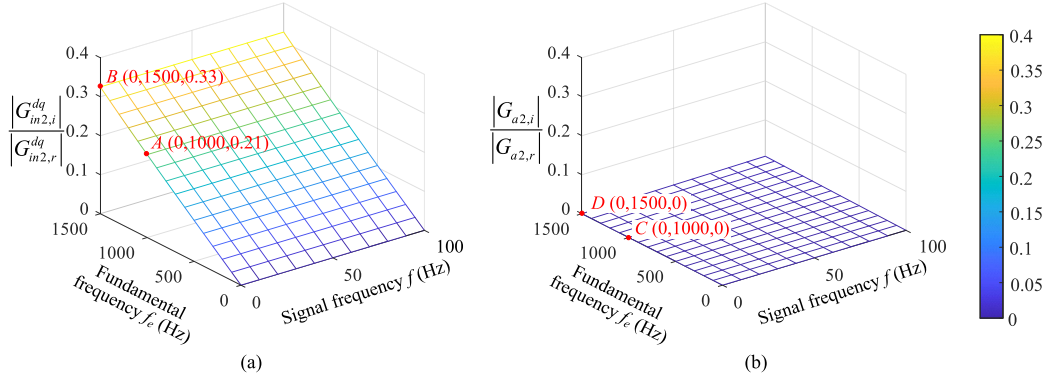 0.4
0.3
0.2
0.1
0
|G^{dq}_{in2,i}|
|G^{dq}_{in2,r}|
B (0,1500,0.33)
A (0,1000,0.21)
1500
1000
500
0
0
50
100
Fundamental
frequency f_e (Hz)
Signal frequency f (Hz)
(a)
0.4
0.3
0.2
0.1
0
|G_{a2,i}|
|G_{a2,r}|
D (0,1500,0)
C (0,1000,0)
1500
1000
500
0
0
50
100
Fundamental
frequency f_e (Hz)
Signal frequency f (Hz)
(b)
0.4
0.35
0.3
0.25
0.2
0.15
0.1
0.05
0